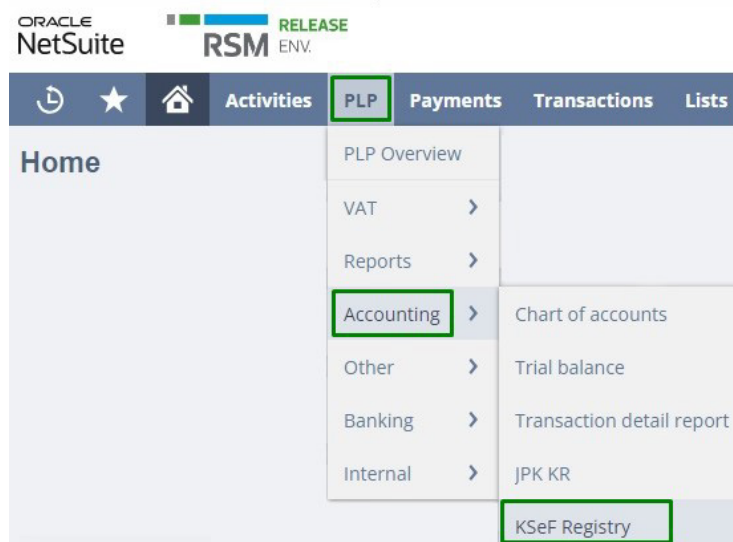 ORACLE
NetSuite
RSM RELEASE
ENV.
Activities PLP Payments Transactions Lists
Home
PLP Overview
VAT
Reports
Accounting
Chart of accounts
Other
Trial balance
Banking
Transaction detail report
Internal
JPK KR
KSeF Registry